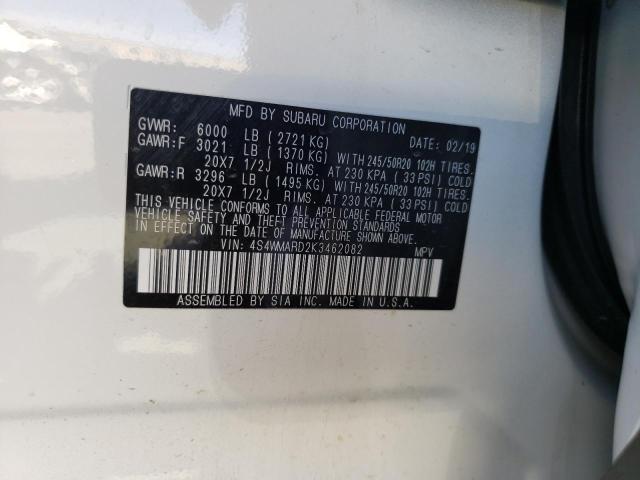 MFD BY SUBARU CORPORATION
GVWR: 6000 LB ( 2721 KG) DATE: 02/19
GAWR:F 3021 LB ( 1370 KG) WITH 245/50R20 102H TIRES.
20X7 1/2J RIMS. AT 230 KPA ( 33 PSI) COLD
GAWR:R 3296 LB ( 1495 KG) WITH 245/50R20 102H TIRES.
20X7 1/2J RIMS. AT 230 KPA ( 33 PSI) COLD
THIS VEHICLE CONFORMS TO ALL APPLICABLE FEDERAL MOTOR
VEHICLE SAFETY AND THEFT PREVENTION STANDARDS
IN EFFECT ON THE DATE OF MANUFACTURE SHOWN ABOVE.
VIN: 4S4WMARD2K3462082 MPV
ASSEMBLED BY SIA INC. MADE IN U.S.A.